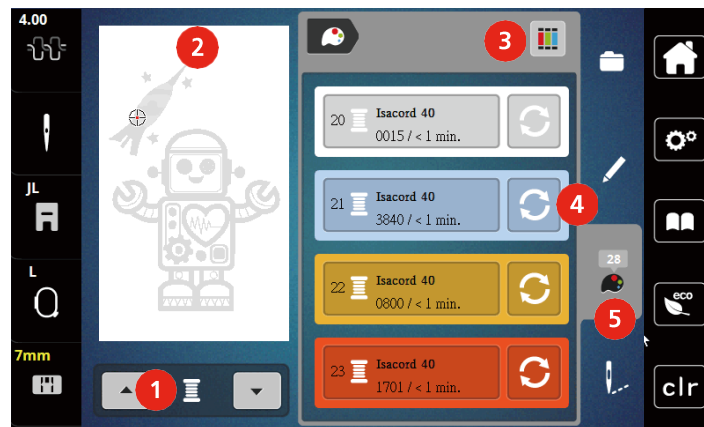 4.00
2
3
20 Isacord 40
0015 / < 1 min.
JL
21 Isacord 40
3840 / < 1 min.
4
28
L
22 Isacord 40
0800 / < 1 min.
5
eco
7mm
1
23 Isacord 40
1701 / < 1 min.
clr